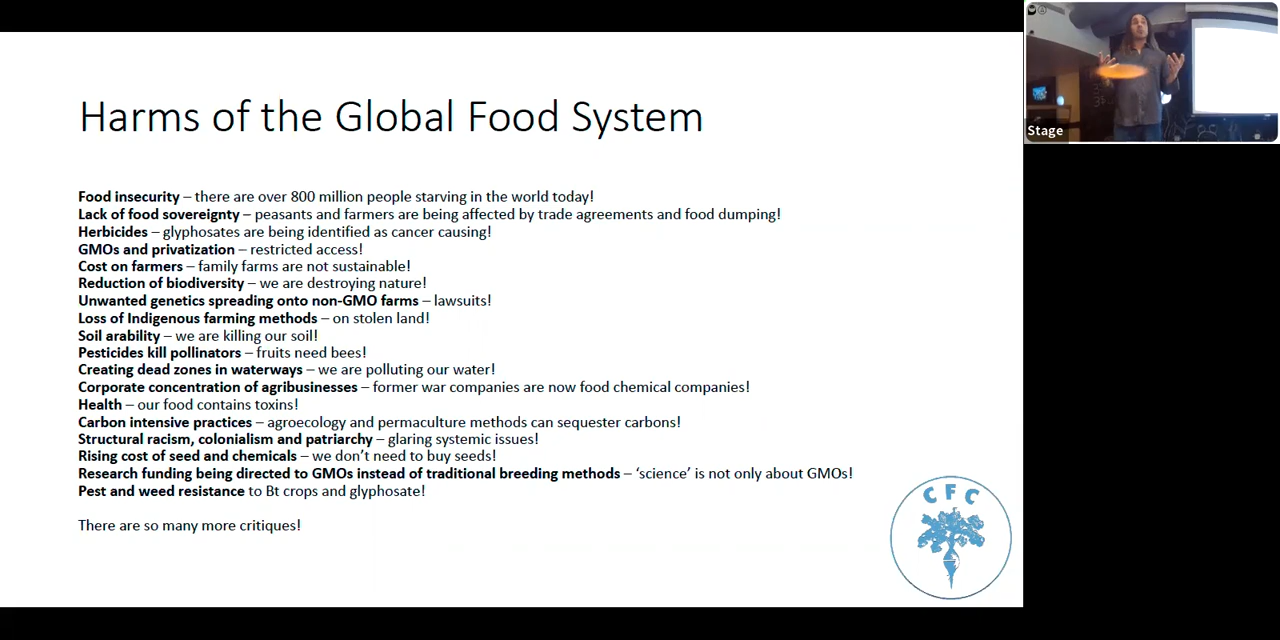 Harms of the Global Food System
Food insecurity – there are over 800 million people starving in the world today!
Lack of food sovereignty – peasants and farmers are being affected by trade agreements and food dumping!
Herbicides – glyphosates are being identified as cancer causing!
GMOs and privatization – restricted access!
Cost on farmers – family farms are not sustainable!
Reduction of biodiversity – we are destroying nature!
Unwanted genetics spreading onto non-GMO farms – lawsuits!
Loss of Indigenous farming methods – on stolen land!
Soil arability – we are killing our soil!
Pesticides kill pollinators – fruits need bees!
Creating dead zones in waterways – we are polluting our water!
Corporate concentration of agribusinesses – former war companies are now food chemical companies!
Health – our food contains toxins!
Carbon intensive practices – agroecology and permaculture methods can sequester carbons!
Structural racism, colonialism and patriarchy – glaring systemic issues!
Rising cost of seed and chemicals – we don’t need to buy seeds!
Research funding being directed to GMOs instead of traditional breeding methods – ‘science’ is not only about GMOs!
Pest and weed resistance to Bt crops and glyphosate!
There are so many more critiques!
CFC
Stage